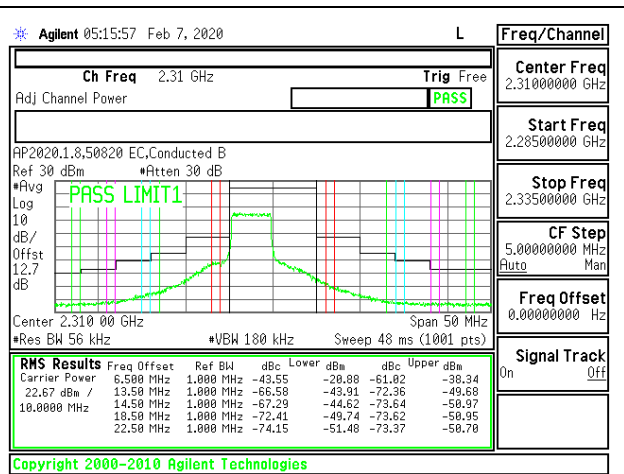 Agilent 05:15:57 Feb 7, 2020 L
Freq/Channel
Ch Freq 2.31 GHz Trig Free
Adj Channel Power PASS
AP2020.1.8,50820 EC,Conducted B
Ref 30 dBm #Atten 30 dB
#Avg
Log
10
dB/
Offst
12.7
dB
PASS LIMIT1
Center 2.310 00 GHz Span 50 MHz
#Res BW 56 kHz #VBW 180 kHz Sweep 48 ms (1001 pts)
RMS Results Freq Offset Ref BW dBc Lower dBm dBc Upper dBm
Carrier Power 6.500 MHz 1.000 MHz -43.55 -20.88 -61.02 -38.34
22.67 dBm / 13.50 MHz 1.000 MHz -66.58 -43.91 -72.36 -49.68
10.0000 MHz 14.50 MHz 1.000 MHz -67.29 -44.62 -73.64 -50.97
18.50 MHz 1.000 MHz -72.41 -49.74 -73.62 -50.95
22.50 MHz 1.000 MHz -74.15 -51.48 -73.37 -50.70
Center Freq
2.31000000 GHz
Start Freq
2.28500000 GHz
Stop Freq
2.33500000 GHz
CF Step
5.00000000 MHz
Auto Man
Freq Offset
0.00000000 Hz
Signal Track
On Off
Copyright 2000-2010 Agilent Technologies